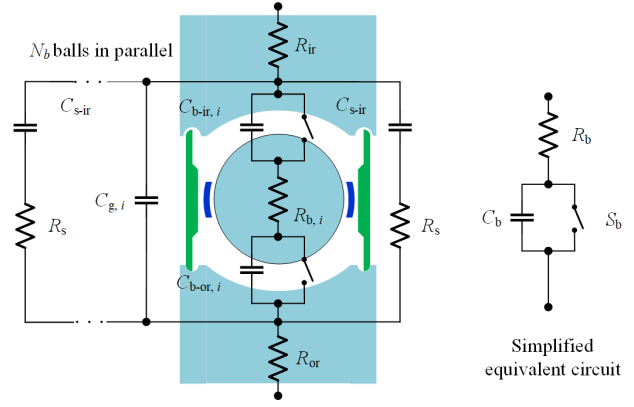 N_b balls in parallel
R_ir
C_s-ir
C_b-ir, i
C_s-ir
R_b
C_g, i
R_s
R_b, i
R_s
C_b
S_b
C_b-or, i
R_or
Simplified
equivalent circuit